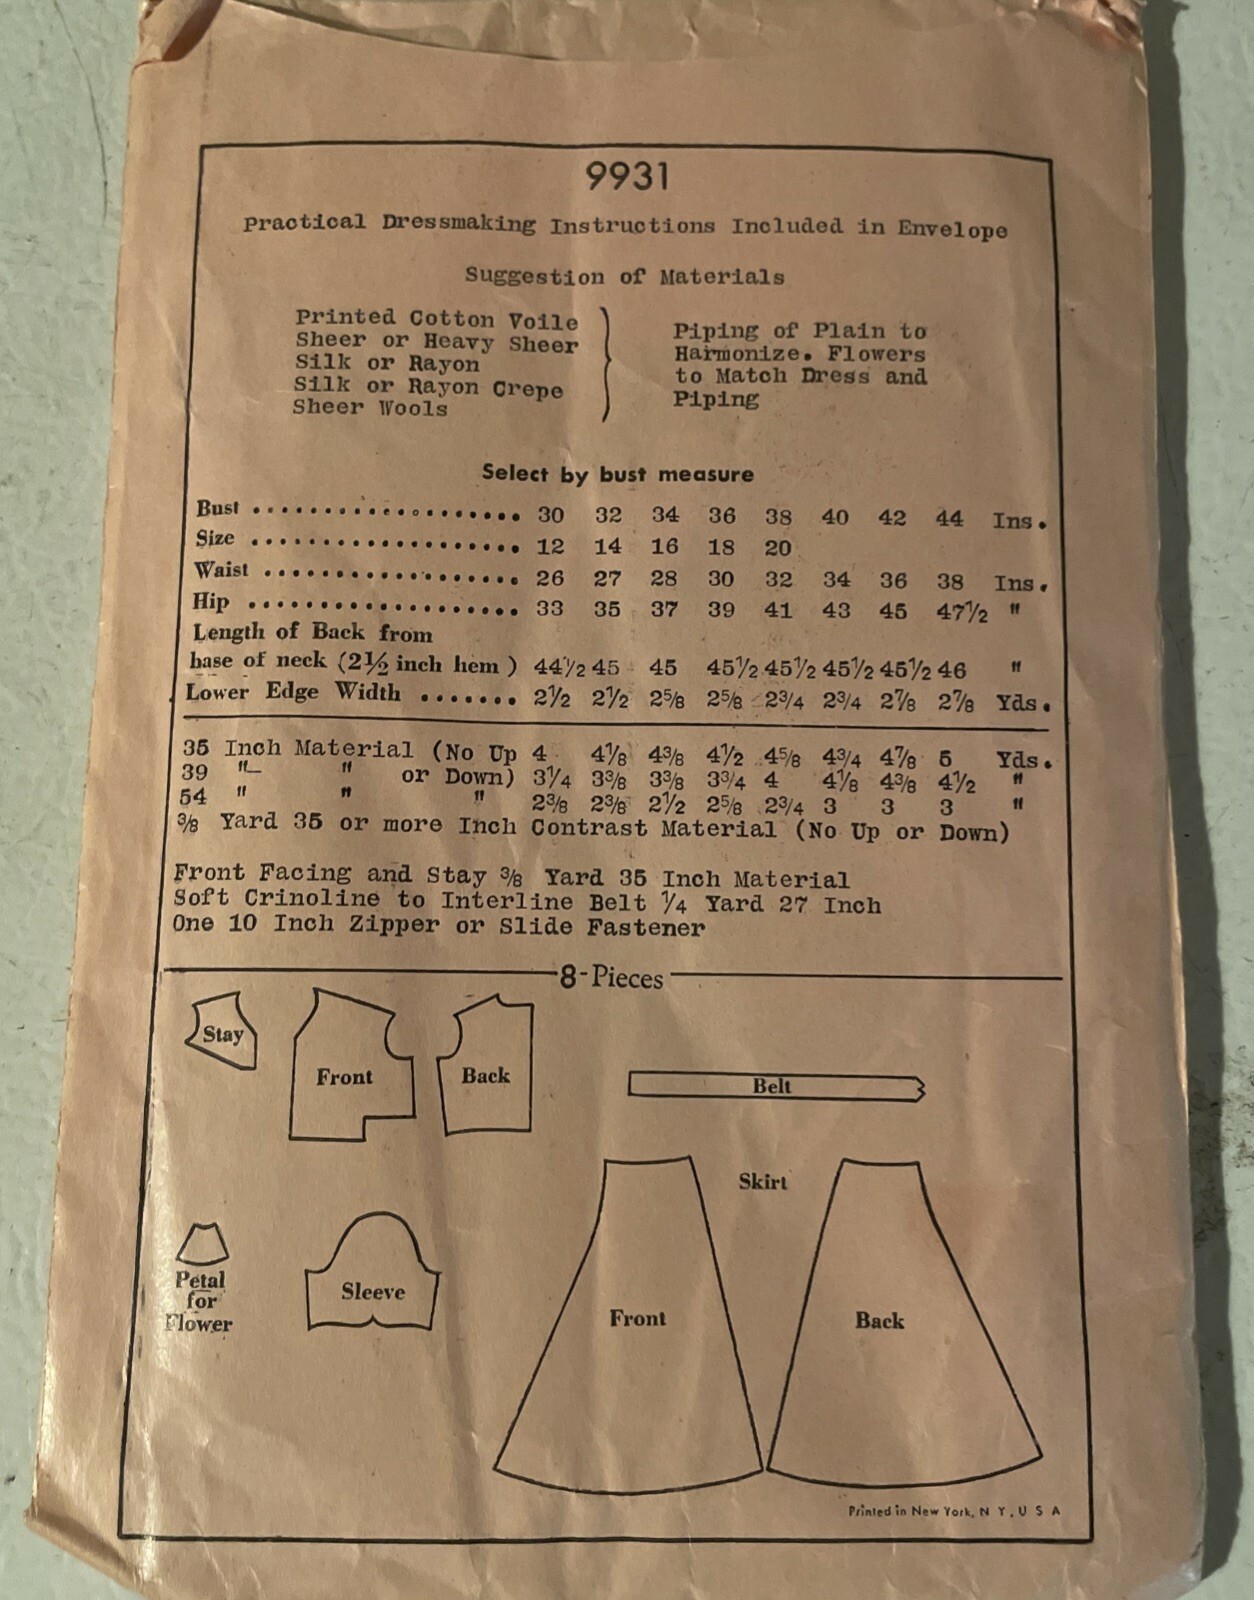 9931
Practical Dressmaking Instructions Included in Envelope
Suggestion of Materials
Printed Cotton Voile
Sheer or Heavy Sheer
Silk or Rayon
Silk or Rayon Crepe
Sheer Wools
Piping of Plain to
Harmonize. Flowers
to Match Dress and
Piping
Select by bust measure
Bust .................... 30 32 34 36 38 40 42 44 Ins.
Size .................... 12 14 16 18 20
Waist ................... 26 27 28 30 32 34 36 38 Ins.
Hip .................... 33 35 37 39 41 43 45 47½ "
Length of Back from
base of neck (2½ inch hem) 44½ 45 45 45½ 45½ 45½ 45½ 46 "
Lower Edge Width ....... 2½ 2½ 2⅝ 2⅝ 2¾ 2¾ 2⅞ 2⅞ Yds.
35 Inch Material (No Up 4 4⅛ 4⅜ 4½ 4⅝ 4¾ 4⅞ 5 Yds.
39 " " or Down) 3¼ 3⅜ 3⅜ 3¾ 4 4⅛ 4⅜ 4½ "
54 " " " 2⅜ 2⅜ 2½ 2⅝ 2¾ 3 3 3 "
⅜ Yard 35 or more Inch Contrast Material (No Up or Down)
Front Facing and Stay ⅜ Yard 35 Inch Material
Soft Crinoline to Interline Belt ¼ Yard 27 Inch
One 10 Inch Zipper or Slide Fastener
8-Pieces
Stay
Front
Back
Belt
Skirt
Petal
for
Flower
Sleeve
Front
Back
Printed in New York, N Y, U S A